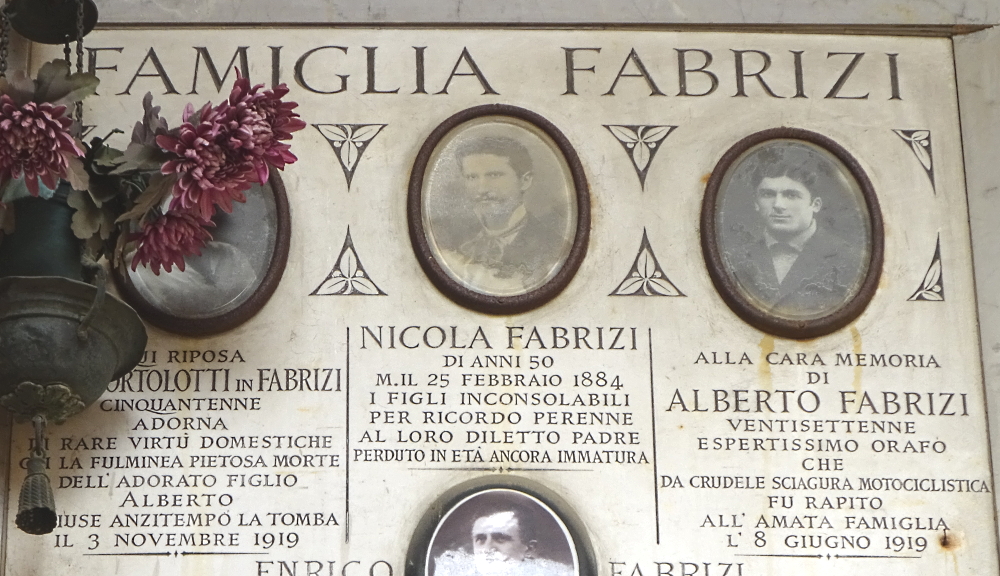 FAMIGLIA FABRIZI
QUI RIPOSA
BORTOLOTTI IN FABRIZI
CINQUANTENNE
ADORNA
DI RARE VIRTÙ DOMESTICHE
LA FULMINEA PIETOSA MORTE
DELL'ADORATO FIGLIO
ALBERTO
ANZITEMPO LA TOMBA
IL 3 NOVEMBRE 1919
NICOLA FABRIZI
DI ANNI 50
M. IL 25 FEBBRAIO 1884
I FIGLI INCONSOLABILI
PER RICORDO PERENNE
AL LORO DILETTO PADRE
PERDUTO IN ETÁ ANCORA IMMATURA
ALLA CARA MEMORIA
DI
ALBERTO FABRIZI
VENTISETTENNE
ESPERTISSIMO ORAFO
CHE
DA CRUDELE SCIAGURA MOTOCICLISTICA
FU RAPITO
ALL'AMATA FAMIGLIA
L'8 GIUGNO 1919
ENRICO FABRIZI